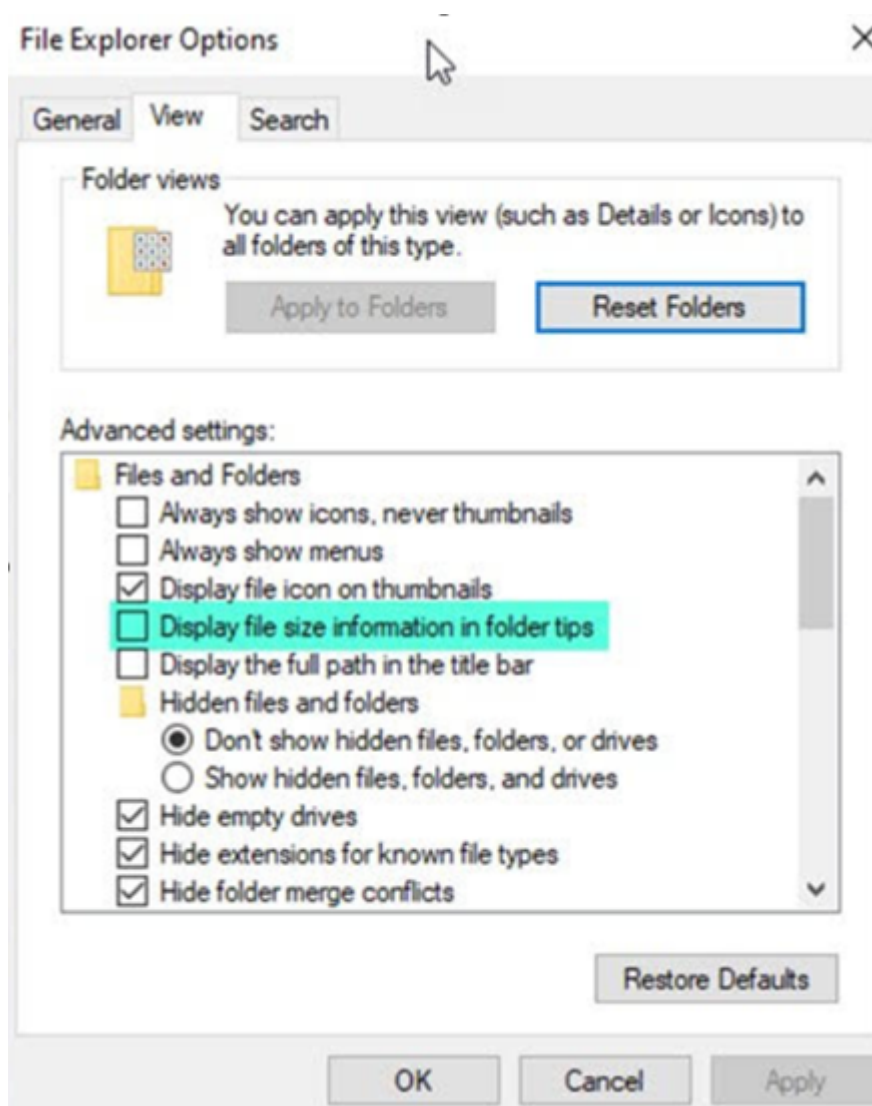 File Explorer Options
General View Search
Folder views
You can apply this view (such as Details or Icons) to
all folders of this type.
Apply to Folders Reset Folders
Advanced settings:
Files and Folders
Always show icons, never thumbnails
Always show menus
Display file icon on thumbnails
Display file size information in folder tips
Display the full path in the title bar
Hidden files and folders
Don't show hidden files, folders, or drives
Show hidden files, folders, and drives
Hide empty drives
Hide extensions for known file types
Hide folder merge conflicts
Restore Defaults
OK Cancel Apply